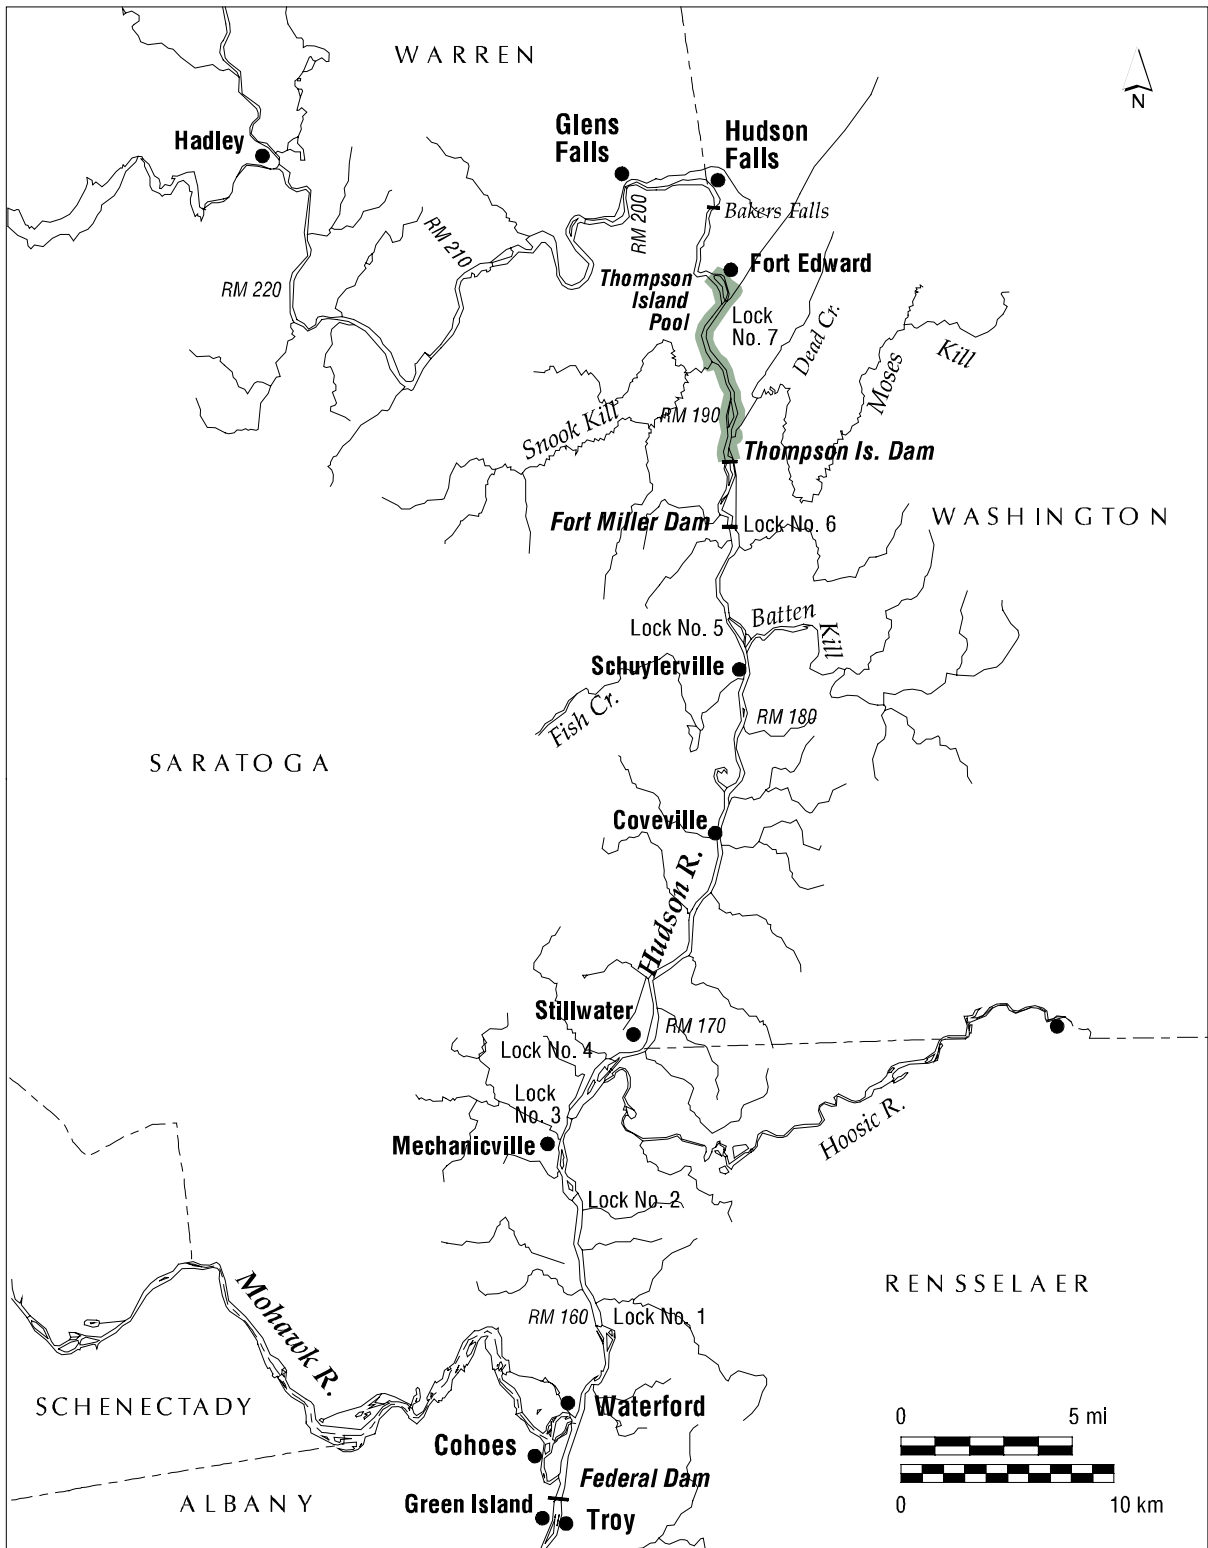 WARREN
N
Glens
Falls
Hudson
Falls
Hadley
RM 200
Bakers Falls
RM 210
Fort Edward
Thompson
Island
Pool
RM 220
Lock
No. 7
Dead Cr.
Moses
Kill
Snook Kill
RM 190
Thompson Is. Dam
Fort Miller Dam
Lock No. 6
WASHINGTON
Batten
Kill
Lock No. 5
Schuylerville
Fish Cr.
RM 180
SARATOGA
Coveville
Hudson R.
Stillwater
RM 170
Lock No. 4
Lock
No. 3
Hoosic R.
Mechanicville
Lock No. 2
RENSSELAER
Mohawk R.
RM 160
Lock No. 1
SCHENECTADY
Waterford
0 5 mi
Cohoes
Federal Dam
ALBANY
Green Island
Troy
0 10 km